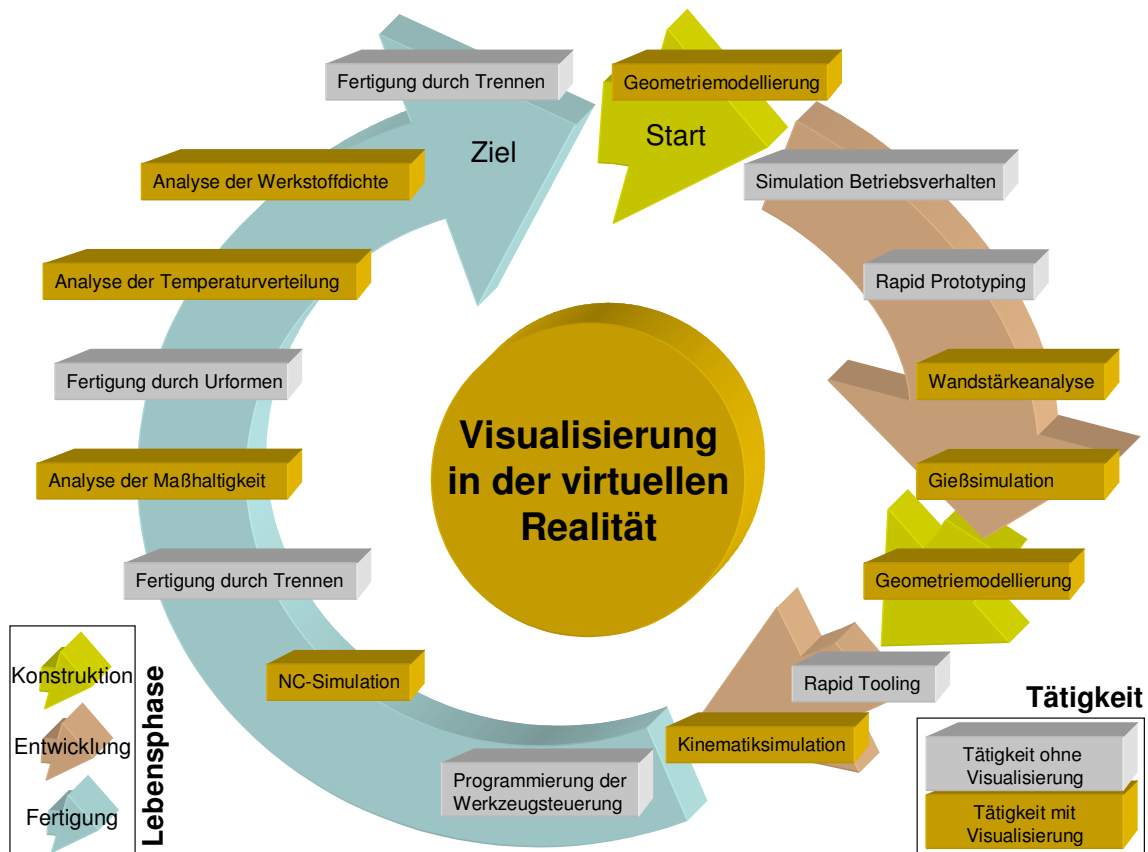 Fertigung durch Trennen
Geometriemodellierung
Ziel
Start
Analyse der Werkstoffdichte
Simulation Betriebsverhalten
Analyse der Temperaturverteilung
Rapid Prototyping
Fertigung durch Urformen
Wandstärkeanalyse
Visualisierung
in der virtuellen
Realität
Analyse der Maßhaltigkeit
Gießsimulation
Fertigung durch Trennen
Geometriemodellierung
NC-Simulation
Rapid Tooling
Kinematiksimulation
Programmierung der
Werkzeugsteuerung
Konstruktion
Entwicklung
Fertigung
Lebensphase
Tätigkeit
Tätigkeit ohne
Visualisierung
Tätigkeit mit
Visualisierung